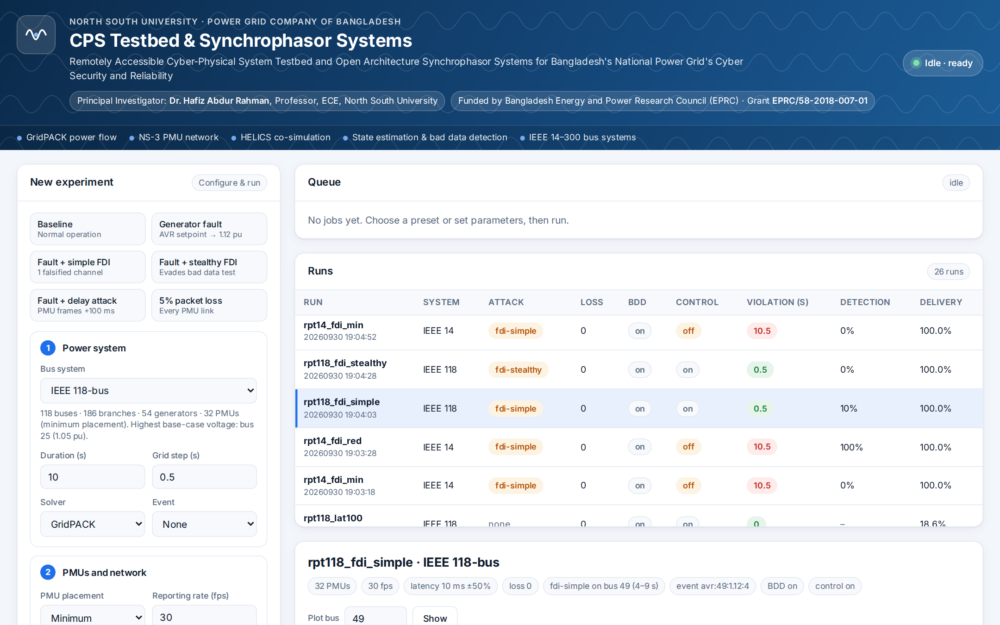 NORTH SOUTH UNIVERSITY · POWER GRID COMPANY OF BANGLADESH
CPS Testbed & Synchrophasor Systems
Remotely Accessible Cyber-Physical System Testbed and Open Architecture Synchrophasor Systems for Bangladesh's National Power Grid's Cyber
Security and Reliability
Idle · ready
Principal Investigator: Dr. Hafiz Abdur Rahman, Professor, ECE, North South University
Funded by Bangladesh Energy and Power Research Council (EPRC) · Grant EPRC/58-2018-007-01
GridPACK power flow
NS-3 PMU network
HELICS co-simulation
State estimation & bad data detection
IEEE 14–300 bus systems
New experiment
Configure & run
Baseline
Normal operation
Generator fault
AVR setpoint → 1.12 pu
Fault + simple FDI
1 falsified channel
Fault + stealthy FDI
Evades bad data test
Fault + delay attack
PMU frames +100 ms
5% packet loss
Every PMU link
1 Power system
Bus system
IEEE 118-bus
118 buses · 186 branches · 54 generators · 32 PMUs
(minimum placement). Highest base-case voltage: bus
25 (1.05 pu).
Duration (s) Grid step (s)
10 0.5
Solver Event
GridPACK None
2 PMUs and network
PMU placement Reporting rate (fps)
Minimum 30
Queue
idle
No jobs yet. Choose a preset or set parameters, then run.
Runs
26 runs
RUN SYSTEM ATTACK LOSS BDD CONTROL VIOLATION (S) DETECTION DELIVERY
rpt14_fdi_min
20260930 19:04:52
IEEE 14 fdi-simple 0 on off 10.5 0% 100.0%
rpt118_fdi_stealthy
20260930 19:04:28
IEEE 118 fdi-stealthy 0 on on 0.5 0% 100.0%
rpt118_fdi_simple
20260930 19:04:03
IEEE 118 fdi-simple 0 on on 0.5 10% 100.0%
rpt14_fdi_red
20260930 19:03:28
IEEE 14 fdi-simple 0 on off 10.5 100% 100.0%
rpt14_fdi_min
20260930 19:03:18
IEEE 14 fdi-simple 0 on off 10.5 0% 100.0%
rpt118_lat100
IEEE 118 none 0 on on 0 – 18.6%
rpt118_fdi_simple · IEEE 118-bus
32 PMUs
30 fps
latency 10 ms ±50%
loss 0
fdi-simple on bus 49 (4–9 s)
event avr:49:1.12:4
BDD on
control on
Plot bus 49 Show